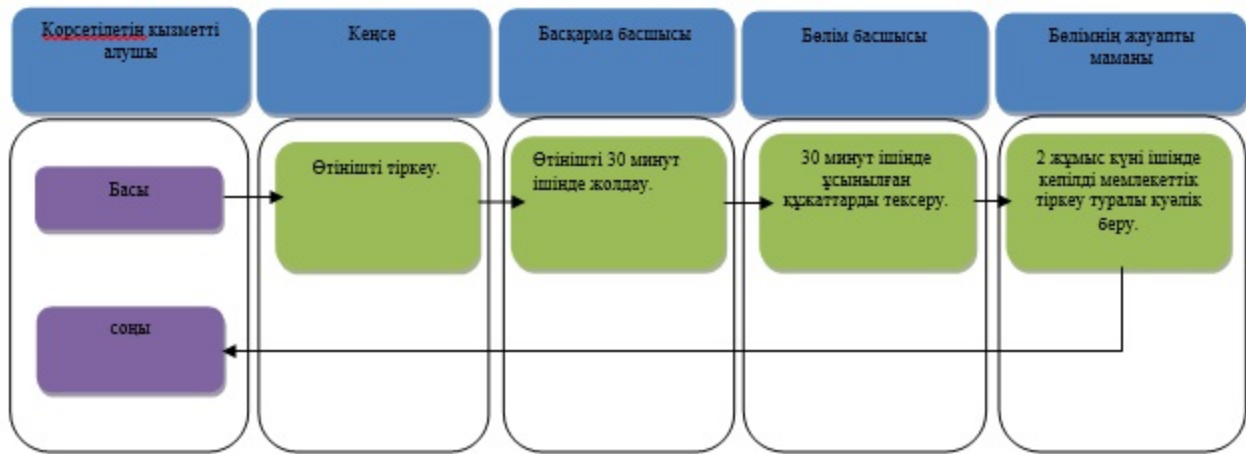 Көрсетілетін қызметті
алушы
Кеңсе
Басқарма басшысы
Бөлім басшысы
Бөлімнің жауапты
маманы
Басы
Өтінішті тіркеу.
Өтінішті 30 минут
ішінде жолдау.
30 минут ішінде
ұсынылған
құжаттарды тексеру.
2 жұмыс күні ішінде
кепілді мемлекеттік
тіркеу туралы куәлік
беру.
соңы